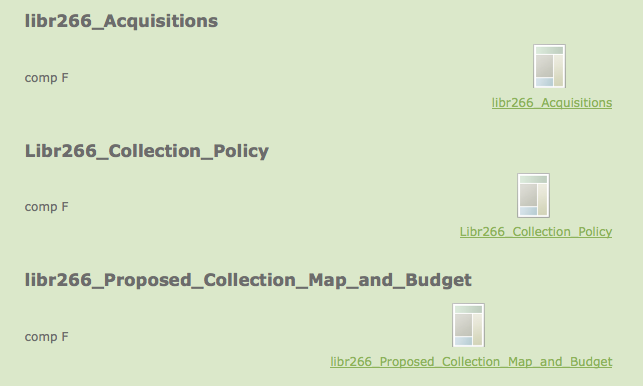 libr266_Acquisitions
comp F
libr266_Acquisitions
Libr266_Collection_Policy
comp F
Libr266_Collection_Policy
libr266_Proposed_Collection_Map_and_Budget
comp F
libr266_Proposed_Collection_Map_and_Budget